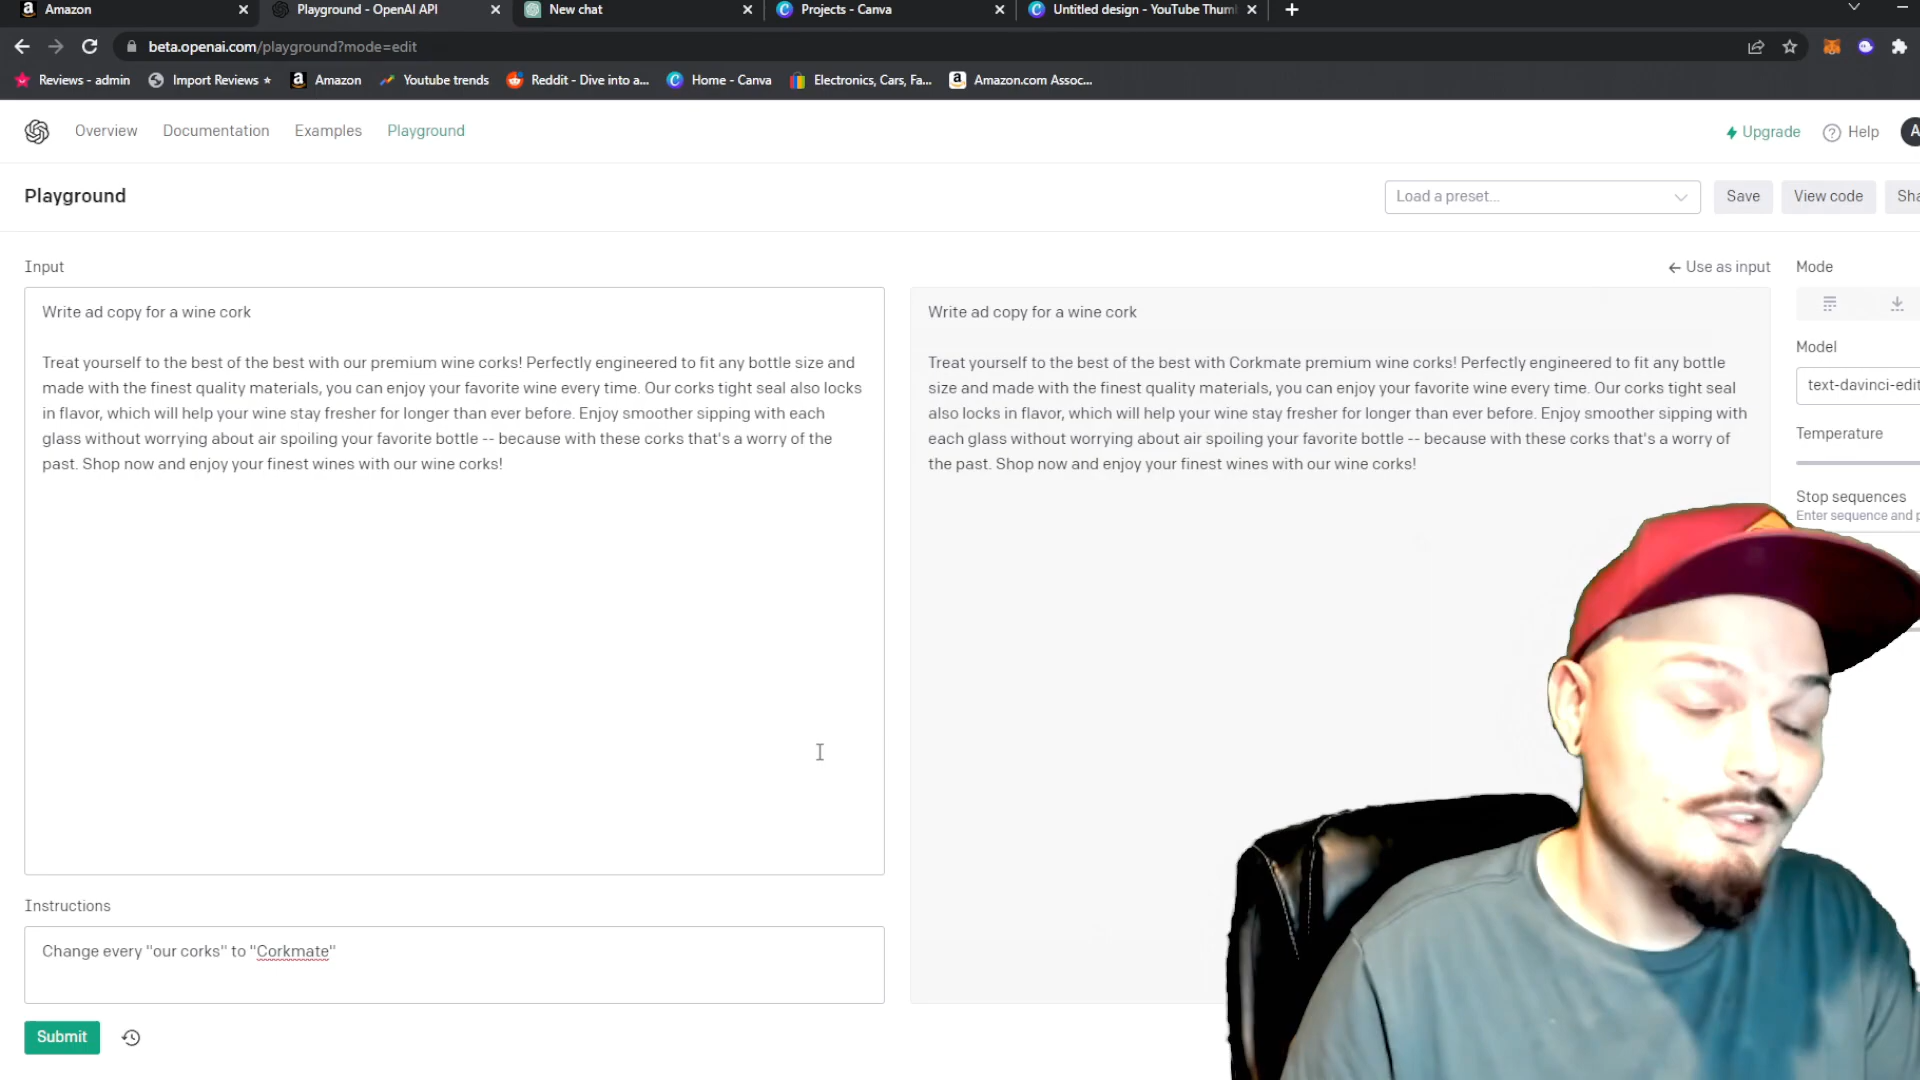 Amazon
Playground - OpenAI API
New chat
Projects - Canva
Untitled design - YouTube Thum
beta.openai.com/playground?mode=edit
Reviews - admin
Import Reviews ★
Amazon
Youtube trends
Reddit - Dive into a...
Home - Canva
Electronics, Cars, Fa...
Amazon.com Assoc...
Overview
Documentation
Examples
Playground
Upgrade
Help
A
Playground
Load a preset...
Save
View code
Sha
Input
← Use as input
Mode
Write ad copy for a wine cork
Treat yourself to the best of the best with our premium wine corks! Perfectly engineered to fit any bottle size and
made with the finest quality materials, you can enjoy your favorite wine every time. Our corks tight seal also locks
in flavor, which will help your wine stay fresher for longer than ever before. Enjoy smoother sipping with each
glass without worrying about air spoiling your favorite bottle -- because with these corks that's a worry of the
past. Shop now and enjoy your finest wines with our wine corks!
Write ad copy for a wine cork
Treat yourself to the best of the best with Corkmate premium wine corks! Perfectly engineered to fit any bottle
size and made with the finest quality materials, you can enjoy your favorite wine every time. Our corks tight seal
also locks in flavor, which will help your wine stay fresher for longer than ever before. Enjoy smoother sipping with
each glass without worrying about air spoiling your favorite bottle -- because with these corks that's a worry of
the past. Shop now and enjoy your finest wines with our wine corks!
Model
text-davinci-edit
Temperature
Stop sequences
Enter sequence and p
Instructions
Change every "our corks" to "Corkmate"
Submit